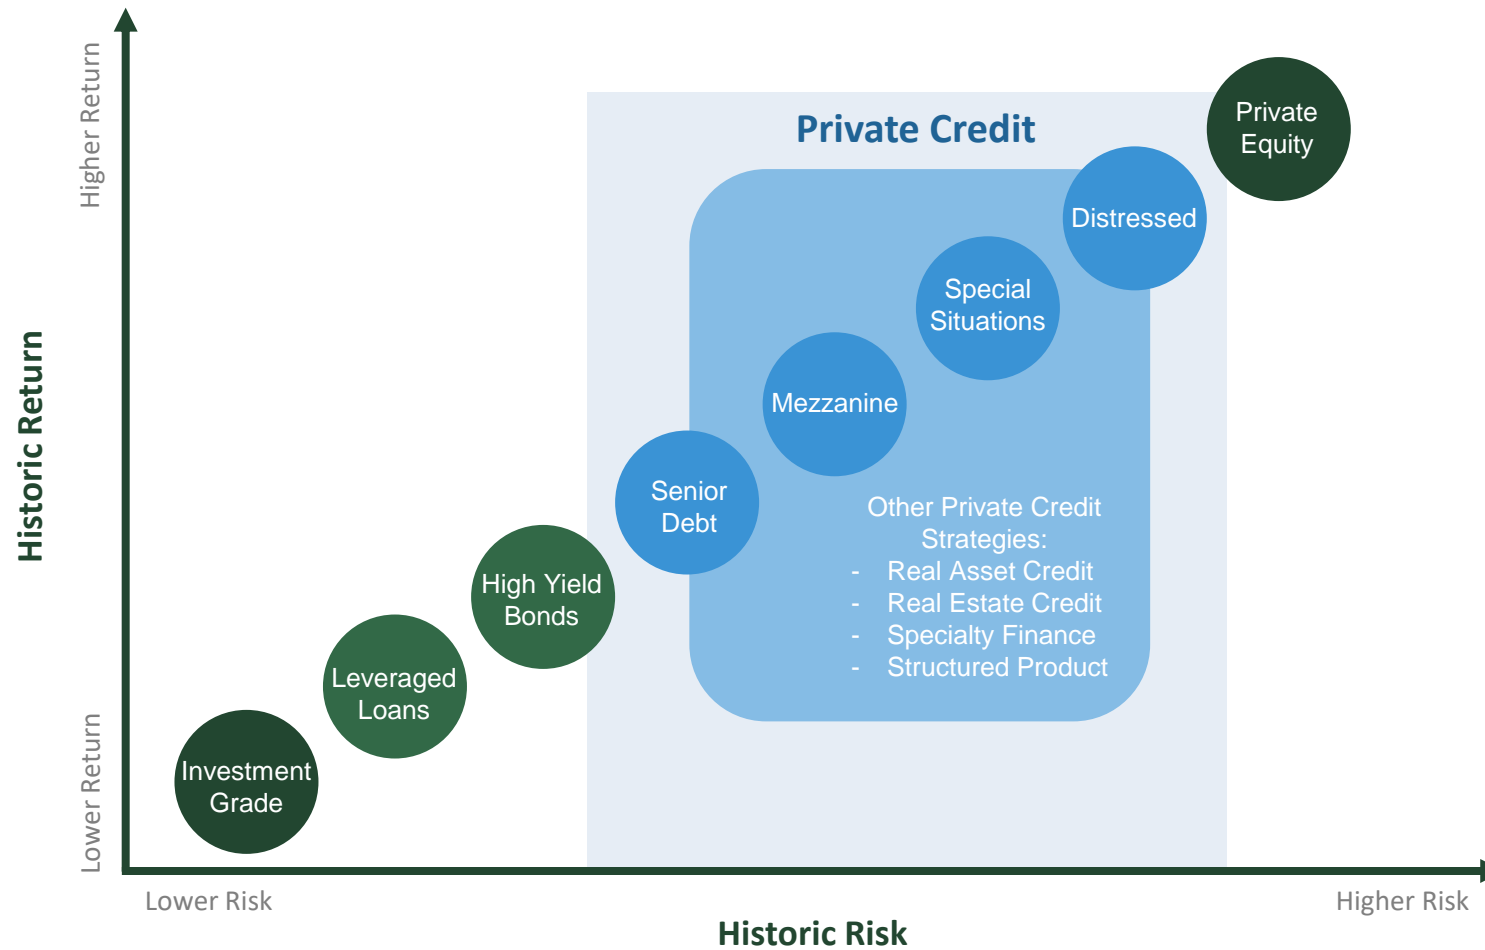 Higher Return
Historic Return
Lower Return
Private Credit
Private
Equity
Distressed
Special
Situations
Mezzanine
Senior
Debt
High Yield
Bonds
Leveraged
Loans
Investment
Grade
Other Private Credit
Strategies:
- Real Asset Credit
- Real Estate Credit
- Specialty Finance
- Structured Product
Lower Risk
Higher Risk
Historic Risk